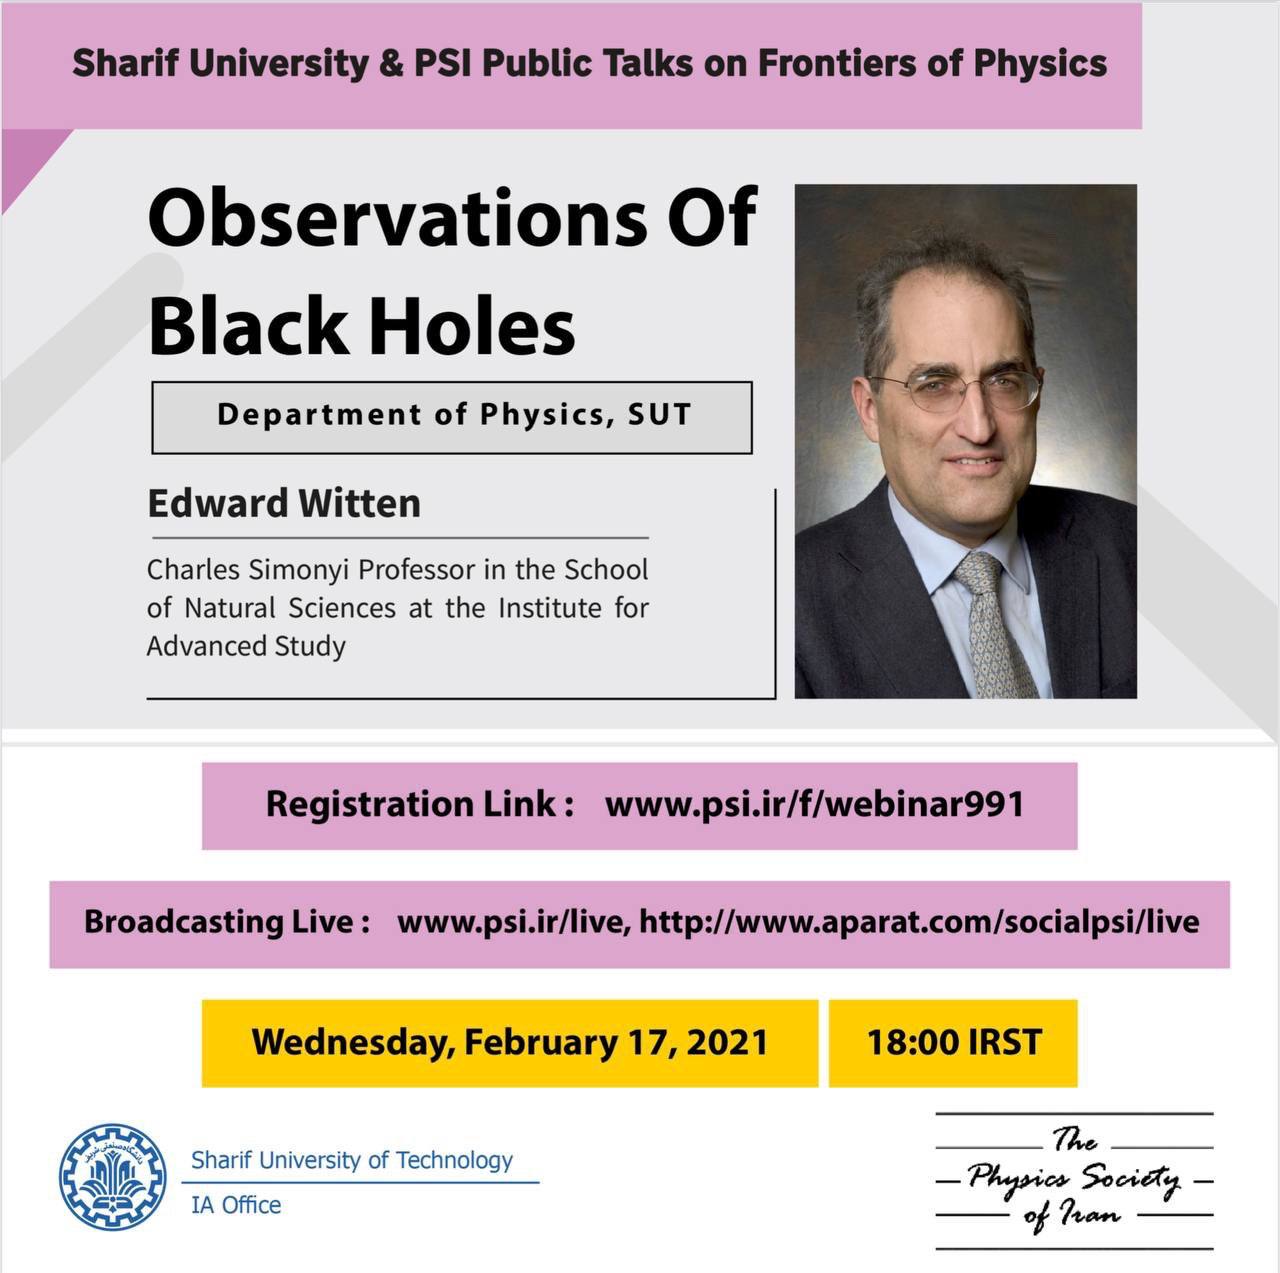 Sharif University & PSI Public Talks on Frontiers of Physics
Observations Of
Black Holes
Department of Physics, SUT
Edward Witten
Charles Simonyi Professor in the School
of Natural Sciences at the Institute for
Advanced Study
Registration Link :   www.psi.ir/f/webinar991
Broadcasting Live :   www.psi.ir/live, http://www.aparat.com/socialpsi/live
Wednesday, February 17, 2021
18:00 IRST
دانشگاه صنعتی شریف
Sharif University of Technology
IA Office
The
Physics Society
of Iran